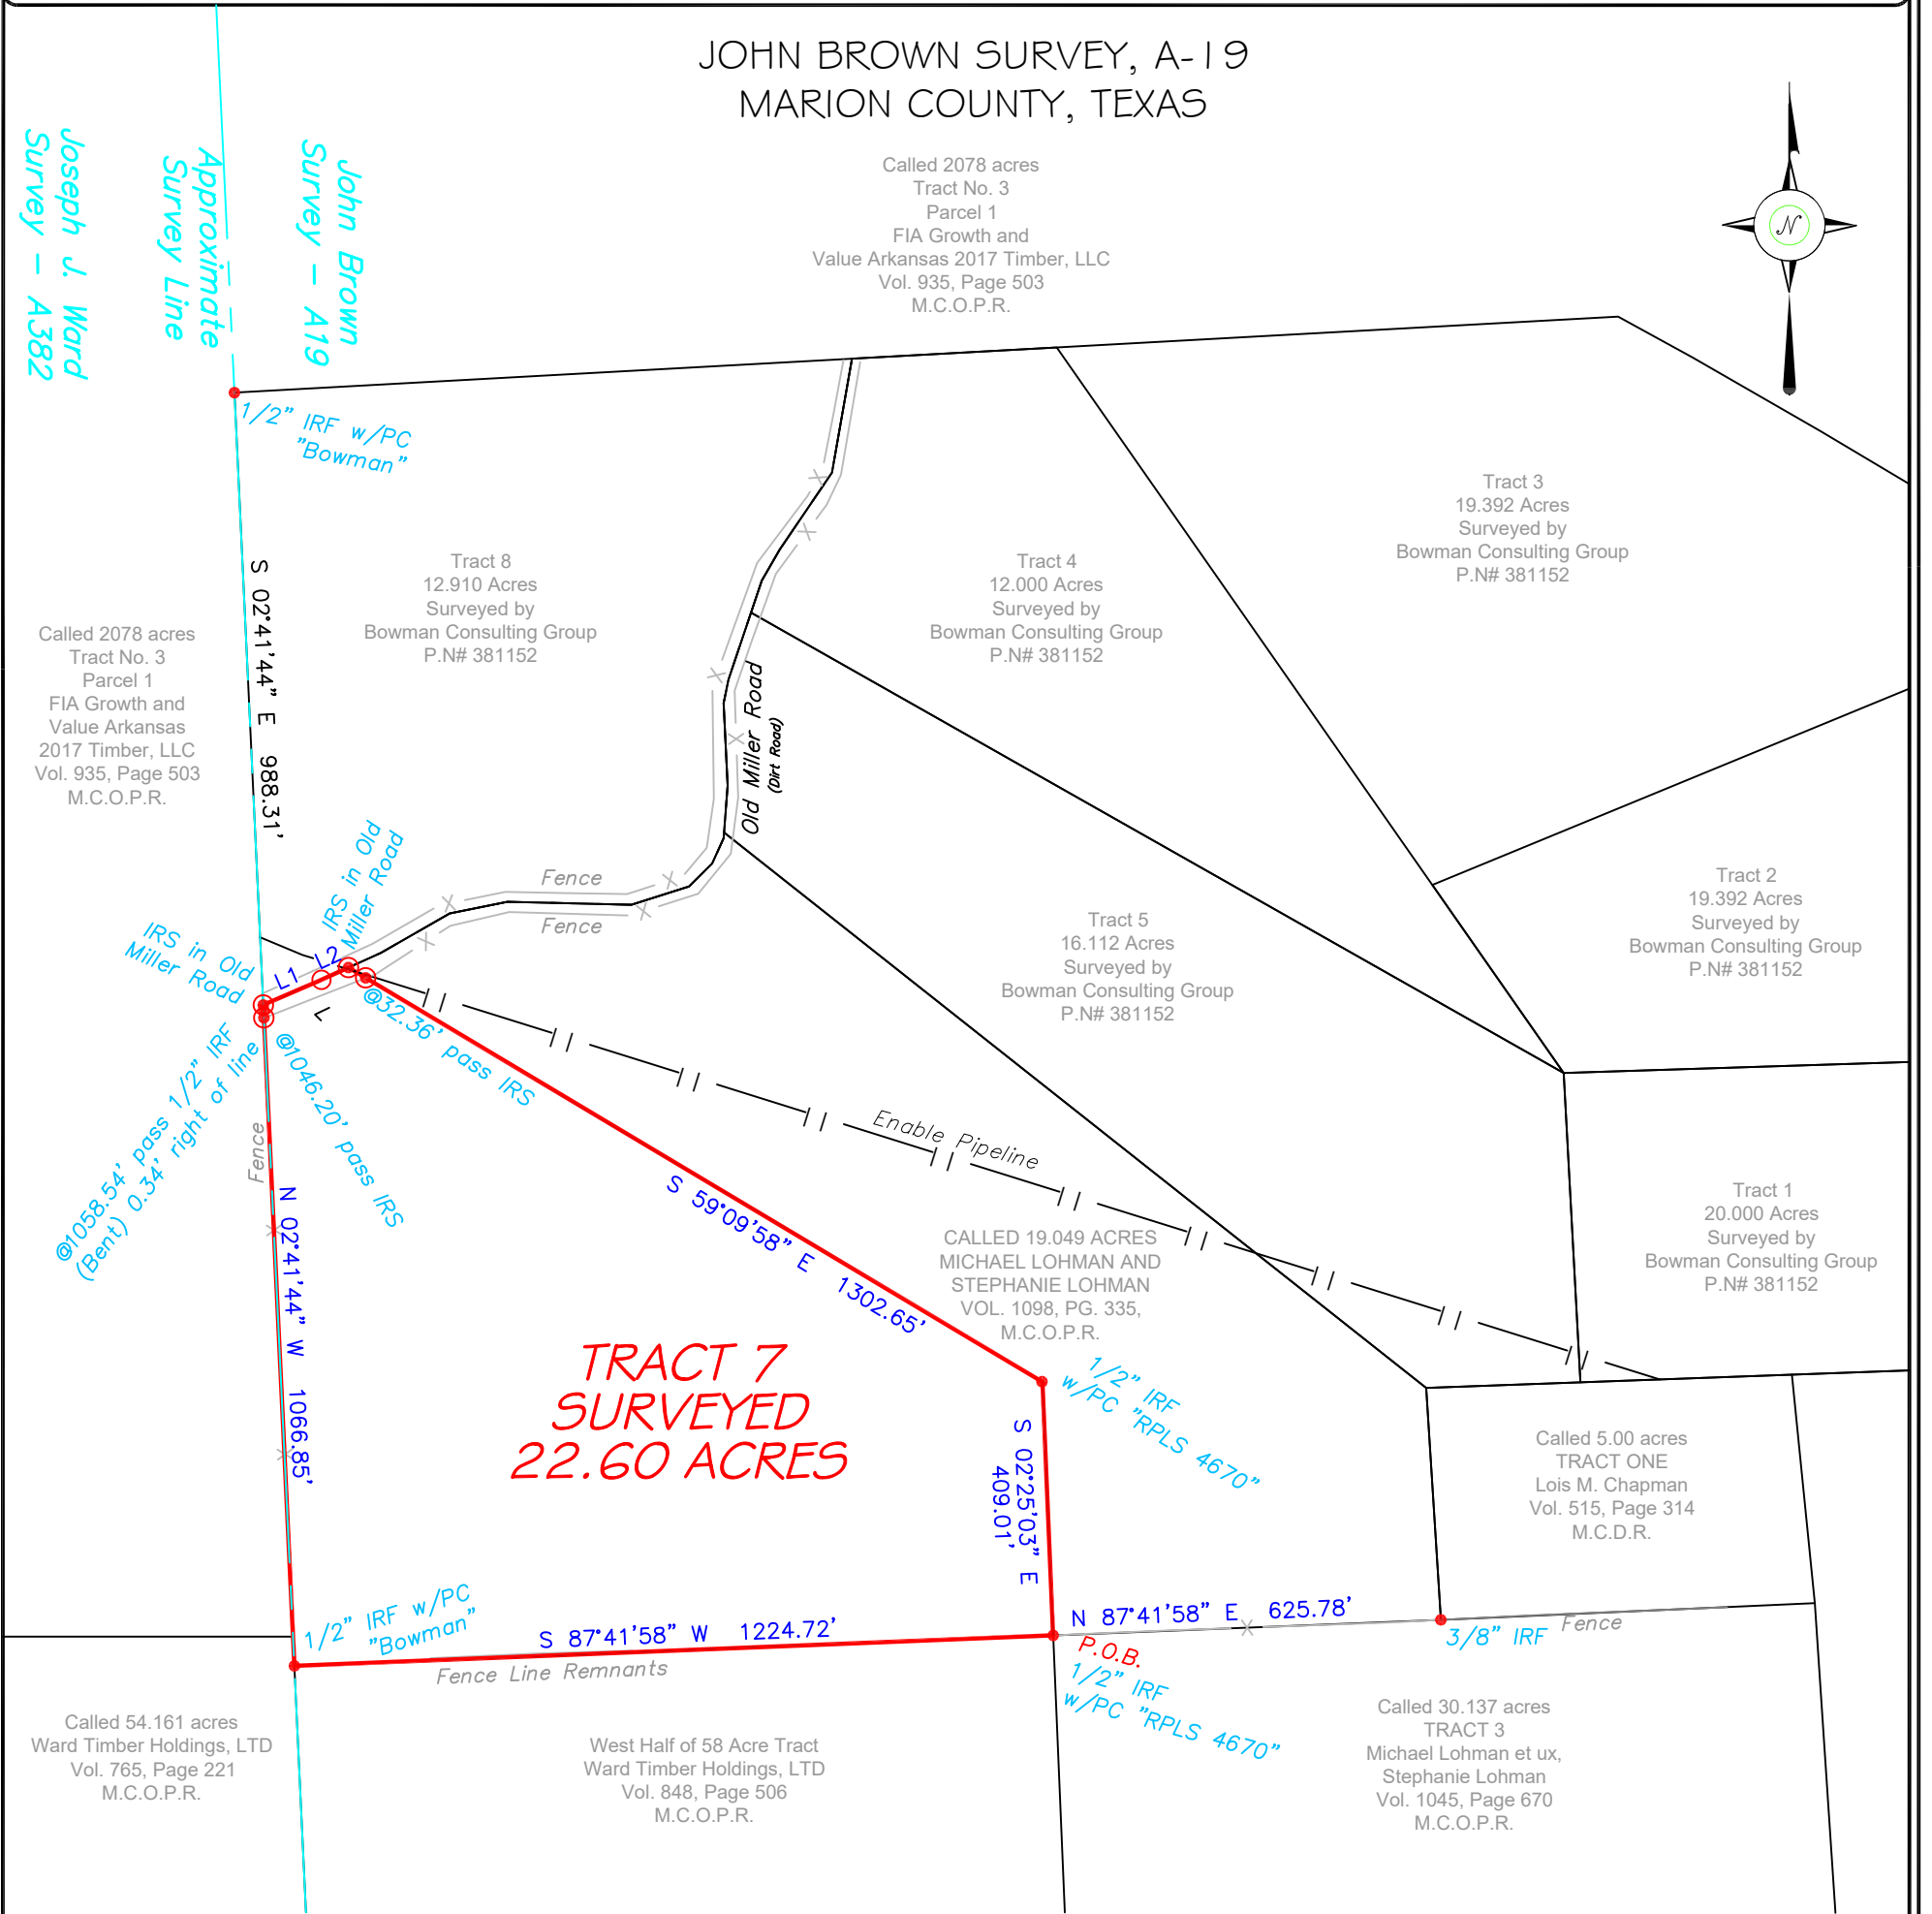 JOHN BROWN SURVEY, A-19
MARION COUNTY, TEXAS
Joseph J. Ward
Survey – A382
Approximate
Survey Line
John Brown
Survey – A19
N
Called 2078 acres
Tract No. 3
Parcel 1
FIA Growth and
Value Arkansas 2017 Timber, LLC
Vol. 935, Page 503
M.C.O.P.R.
1/2" IRF w/PC
"Bowman"
S 02°41'44" E 988.31'
Tract 8
12.910 Acres
Surveyed by
Bowman Consulting Group
P.N# 381152
Tract 4
12.000 Acres
Surveyed by
Bowman Consulting Group
P.N# 381152
Tract 3
19.392 Acres
Surveyed by
Bowman Consulting Group
P.N# 381152
Called 2078 acres
Tract No. 3
Parcel 1
FIA Growth and
Value Arkansas
2017 Timber, LLC
Vol. 935, Page 503
M.C.O.P.R.
Old Miller Road
(Dirt Road)
Fence
Fence
IRS in Old
Miller Road
IRS in Old
Miller Road
L1
L2
L
@32.36' pass IRS
@1046.20' pass IRS
@1058.54' pass 1/2" IRF
(Bent) 0.34' right of line
Fence
Tract 5
16.112 Acres
Surveyed by
Bowman Consulting Group
P.N# 381152
Tract 2
19.392 Acres
Surveyed by
Bowman Consulting Group
P.N# 381152
Enable Pipeline
S 59°09'58" E 1302.65'
N 02°41'44" W 1066.85'
CALLED 19.049 ACRES
MICHAEL LOHMAN AND
STEPHANIE LOHMAN
VOL. 1098, PG. 335,
M.C.O.P.R.
Tract 1
20.000 Acres
Surveyed by
Bowman Consulting Group
P.N# 381152
TRACT 7
SURVEYED
22.60 ACRES
1/2" IRF
w/PC "RPLS 4670"
S 02°25'03" E
409.01'
Called 5.00 acres
TRACT ONE
Lois M. Chapman
Vol. 515, Page 314
M.C.D.R.
1/2" IRF w/PC
"Bowman"
S 87°41'58" W 1224.72'
Fence Line Remnants
N 87°41'58" E 625.78'
P.O.B.
1/2" IRF
w/PC "RPLS 4670"
3/8" IRF
Fence
Called 54.161 acres
Ward Timber Holdings, LTD
Vol. 765, Page 221
M.C.O.P.R.
West Half of 58 Acre Tract
Ward Timber Holdings, LTD
Vol. 848, Page 506
M.C.O.P.R.
Called 30.137 acres
TRACT 3
Michael Lohman et ux,
Stephanie Lohman
Vol. 1045, Page 670
M.C.O.P.R.